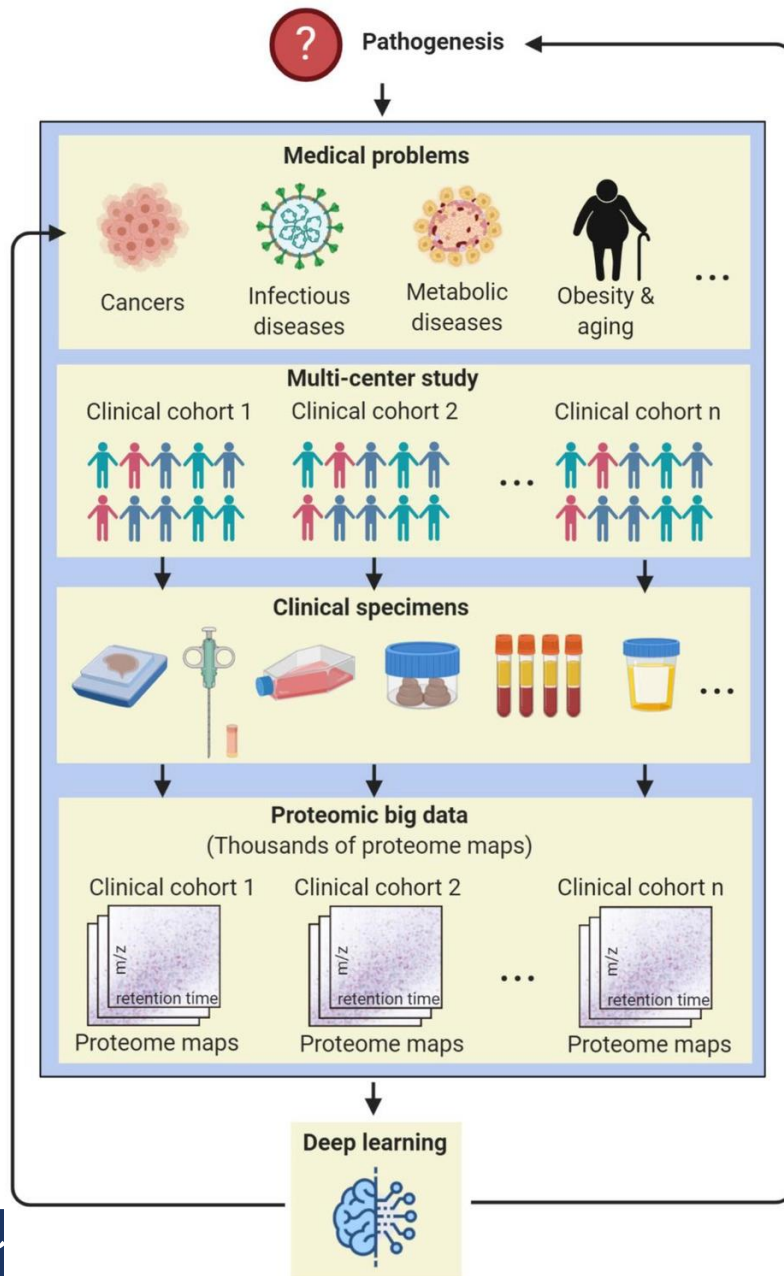 ?
Pathogenesis
Medical problems
Cancers
Infectious
diseases
Metabolic
diseases
Obesity &
aging
...
Multi-center study
Clinical cohort 1
Clinical cohort 2
Clinical cohort n
...
Clinical specimens
...
Proteomic big data
(Thousands of proteome maps)
Clinical cohort 1
Clinical cohort 2
Clinical cohort n
m/z
retention time
m/z
retention time
...
m/z
retention time
Proteome maps
Proteome maps
Proteome maps
Deep learning